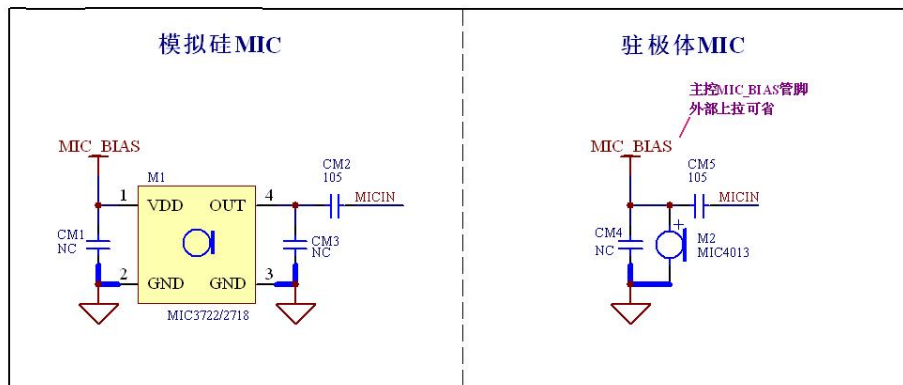 模拟硅MIC
MIC_BIAS
M1
1
VDD
OUT
4
CM2
105
MICIN
CM1
NC
CM3
NC
2
GND
GND
3
MIC3722/2718
驻极体MIC
主控MIC_BIAS管脚
外部上拉可省
MIC_BIAS
CM5
105
MICIN
CM4
NC
+
M2
MIC4013